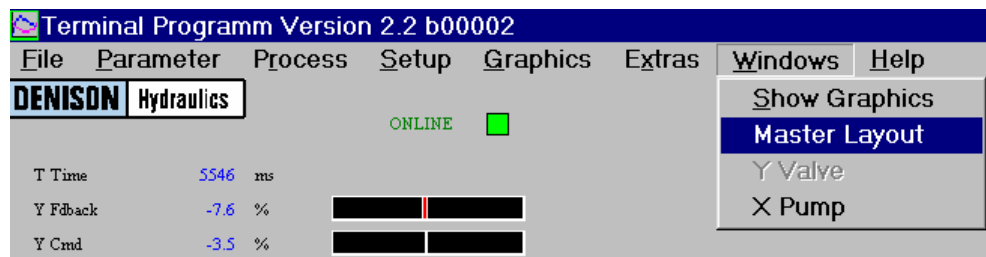 Terminal Programm Version 2.2 b00002
File Parameter Process Setup Graphics Extras Windows Help
DENISON Hydraulics
ONLINE
Show Graphics
Master Layout
Y Valve
X Pump
T Time 5546 ms
Y Fdback -7.6 %
Y Cmd -3.5 %